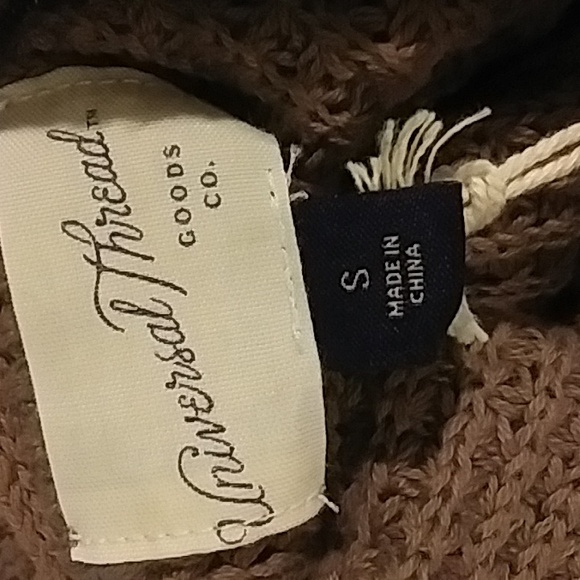 Universal Thread™
GOODS
CO.
S
MADE IN
CHINA